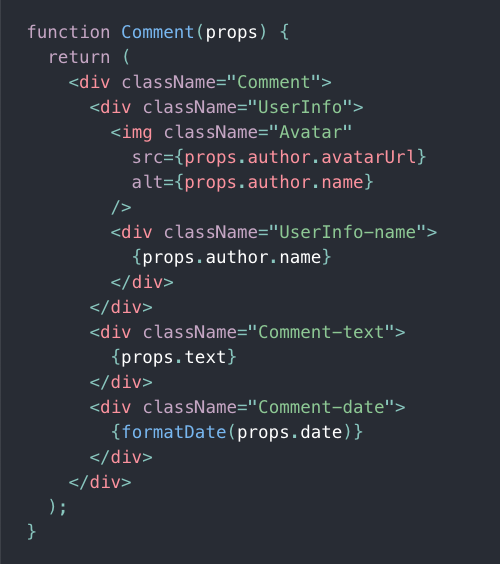 function Comment(props) {
  return (
    <div className="Comment">
      <div className="UserInfo">
        <img className="Avatar"
          src={props.author.avatarUrl}
          alt={props.author.name}
        />
        <div className="UserInfo-name">
          {props.author.name}
        </div>
      </div>
      <div className="Comment-text">
        {props.text}
      </div>
      <div className="Comment-date">
        {formatDate(props.date)}
      </div>
    </div>
  );
}